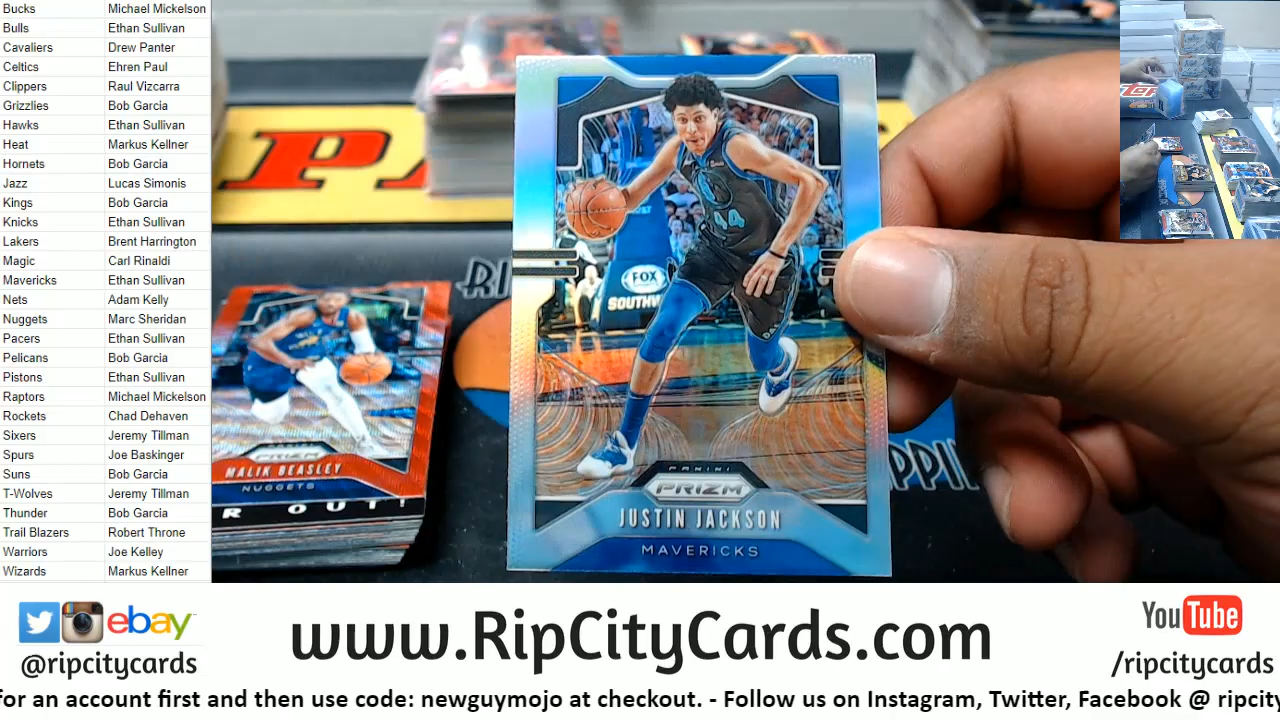 Bucks Michael Mickelson
Bulls Ethan Sullivan
Cavaliers Drew Panter
Celtics Ehren Paul
Clippers Raul Vizcarra
Grizzlies Bob Garcia
Hawks Ethan Sullivan
Heat Markus Kellner
Hornets Bob Garcia
Jazz Lucas Simonis
Kings Bob Garcia
Knicks Ethan Sullivan
Lakers Brent Harrington
Magic Carl Rinaldi
Mavericks Ethan Sullivan
Nets Adam Kelly
Nuggets Marc Sheridan
Pacers Ethan Sullivan
Pelicans Bob Garcia
Pistons Ethan Sullivan
Raptors Michael Mickelson
Rockets Chad Dehaven
Sixers Jeremy Tillman
Spurs Joe Baskinger
Suns Bob Garcia
T-Wolves Jeremy Tillman
Thunder Bob Garcia
Trail Blazers Robert Throne
Warriors Joe Kelley
Wizards Markus Kellner
PA
RI
PPI
44
FOX
SOUTHW
PANINI
PRIZM
JUSTIN JACKSON
MAVERICKS
PRIZM
MALIK BEASLEY
NUGGETS
R OUT!
ebay
@ripcitycards
www.RipCityCards.com
YouTube
/ripcitycards
for an account first and then use code: newguymojo at checkout. - Follow us on Instagram, Twitter, Facebook @ ripcity